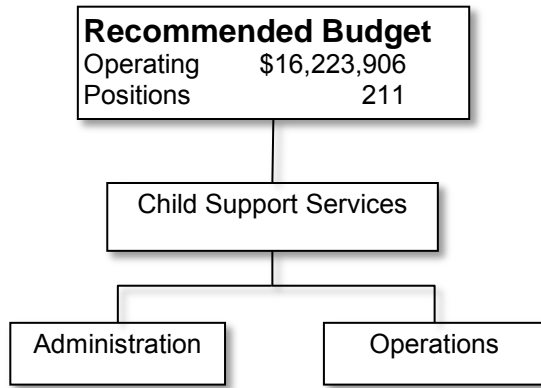 Recommended Budget
Operating $16,223,906
Positions 211
Child Support Services
Administration
Operations